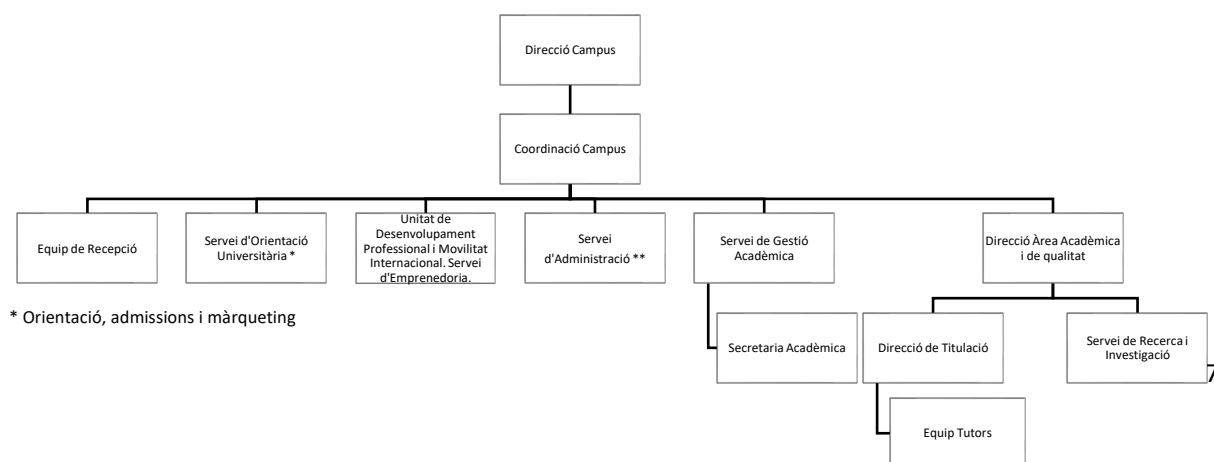 Direcció Campus
Coordinació Campus
Equip de Recepció
Servei d'Orientació
Universitària *
Unitat de
Desenvolupament
Professional i Movilitat
Internacional. Servei
d'Emprenedoria.
Servei
d'Administració **
Servei de Gestió
Acadèmica
Direcció Àrea Acadèmica
i de qualitat
* Orientació, admissions i màrqueting
Secretaria Acadèmica
Direcció de Titulació
Servei de Recerca i
Investigació
7
Equip Tutors